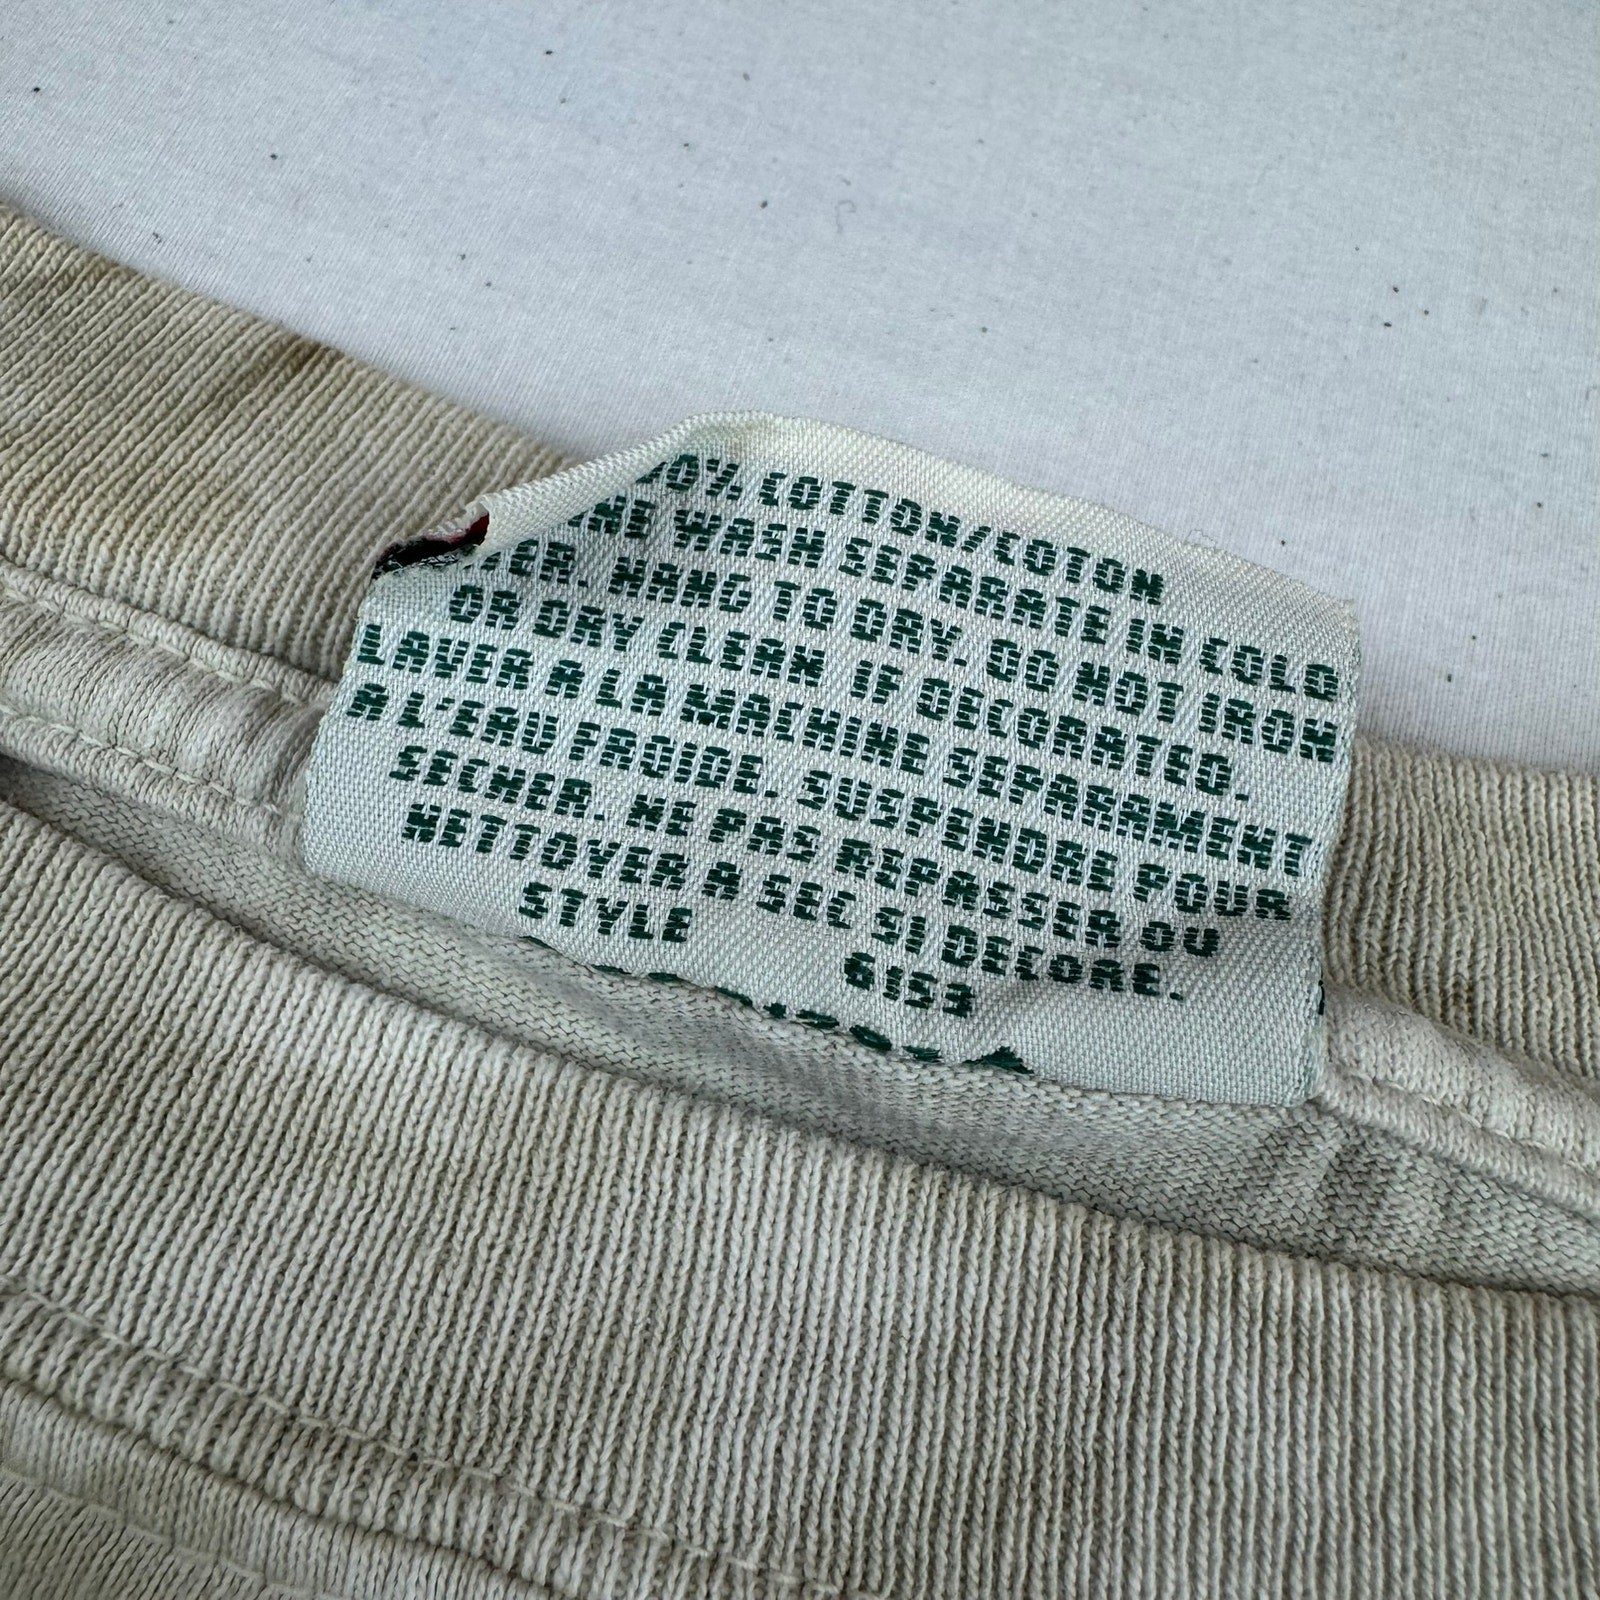 COTTON/COTON
WASH SEPARATE IN COLD
HANG TO DRY. DO NOT IRON
OR DRY CLEAN IF DECORATED.
LAVER A LA MACHINE SEPARAMENT
A L'EAU FROIDE. SUSPENDRE POUR
SECHER. NE PAS REPASSER OU
NETTOYER A SEC SI DECORE.
STYLE 6153